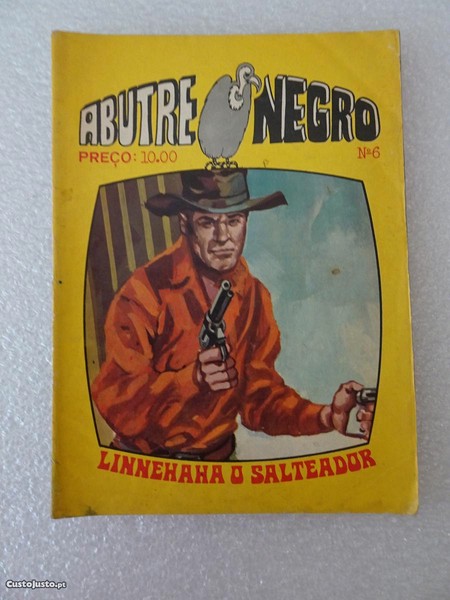 ABUTRE NEGRO
PREÇO: 10.00 Nº6
LINNEHAHA O SALTEADOR
CustoJusto.pt